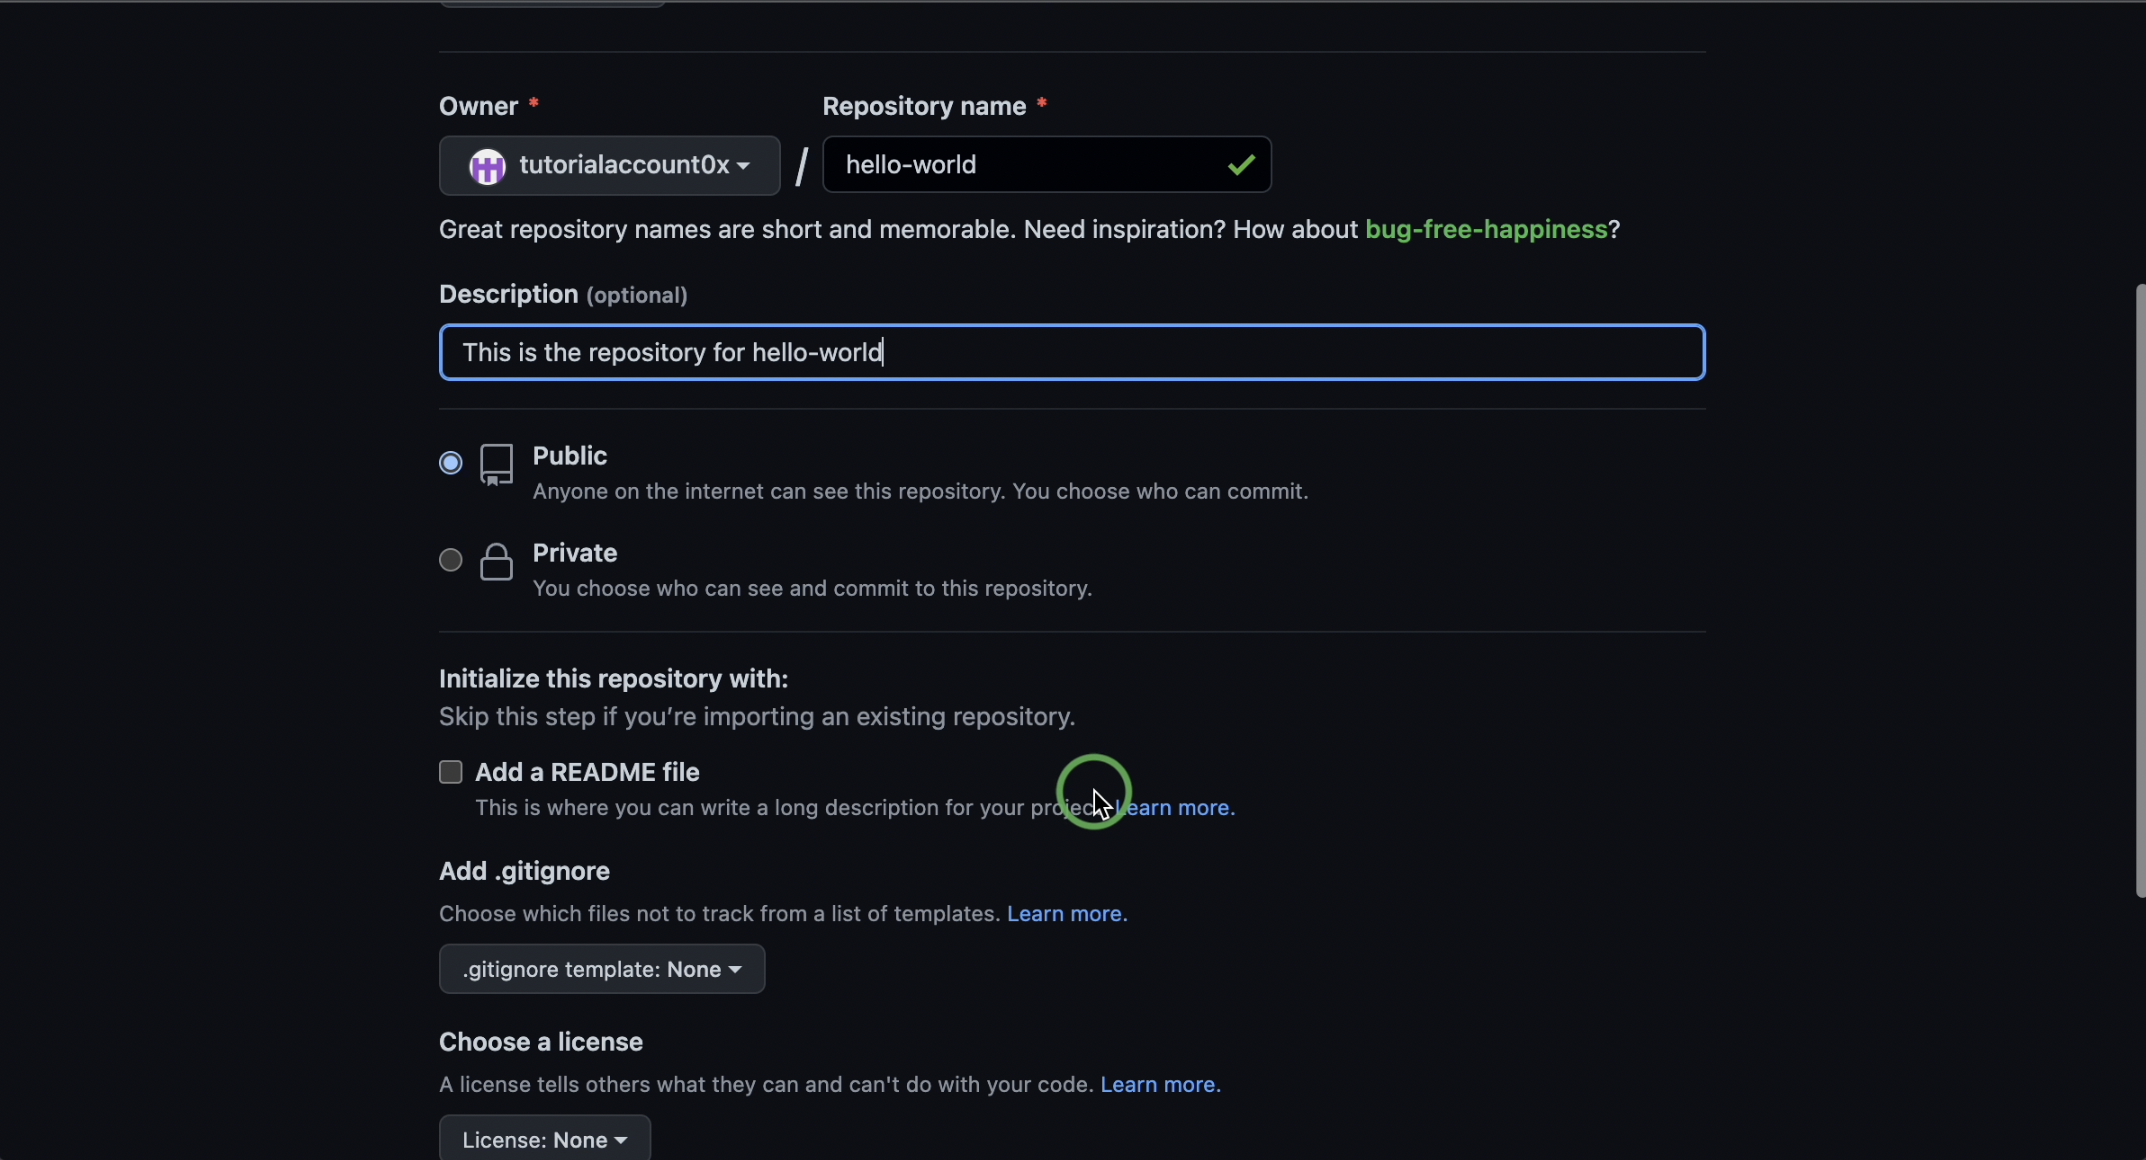 Owner * Repository name *
tutorialaccount0x / hello-world
Great repository names are short and memorable. Need inspiration? How about bug-free-happiness?
Description (optional)
This is the repository for hello-world
Public
Anyone on the internet can see this repository. You choose who can commit.
Private
You choose who can see and commit to this repository.
Initialize this repository with:
Skip this step if you’re importing an existing repository.
Add a README file
This is where you can write a long description for your project. Learn more.
Add .gitignore
Choose which files not to track from a list of templates. Learn more.
.gitignore template: None
Choose a license
A license tells others what they can and can't do with your code. Learn more.
License: None